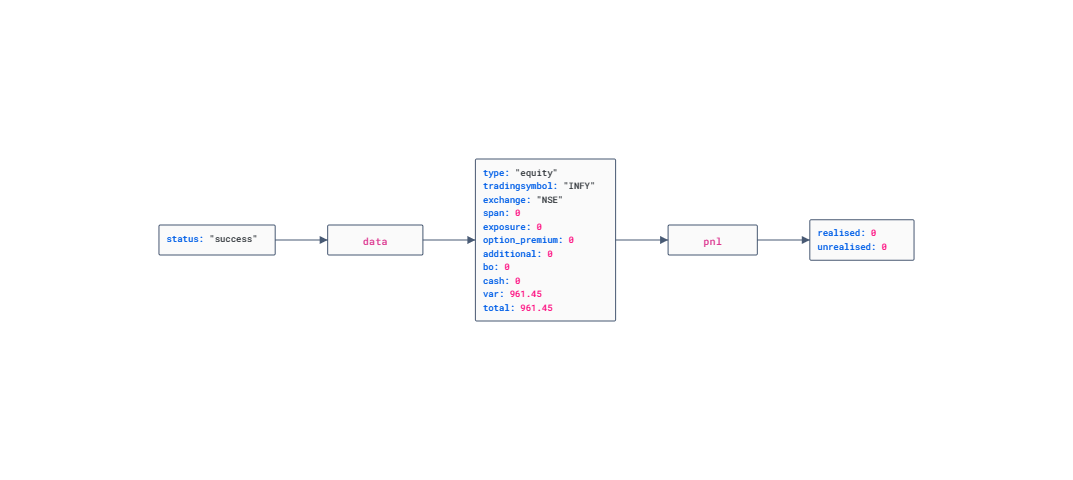 status: "success"
data
type: "equity"
tradingsymbol: "INFY"
exchange: "NSE"
span: 0
exposure: 0
option_premium: 0
additional: 0
bo: 0
cash: 0
var: 961.45
total: 961.45
pnl
realised: 0
unrealised: 0